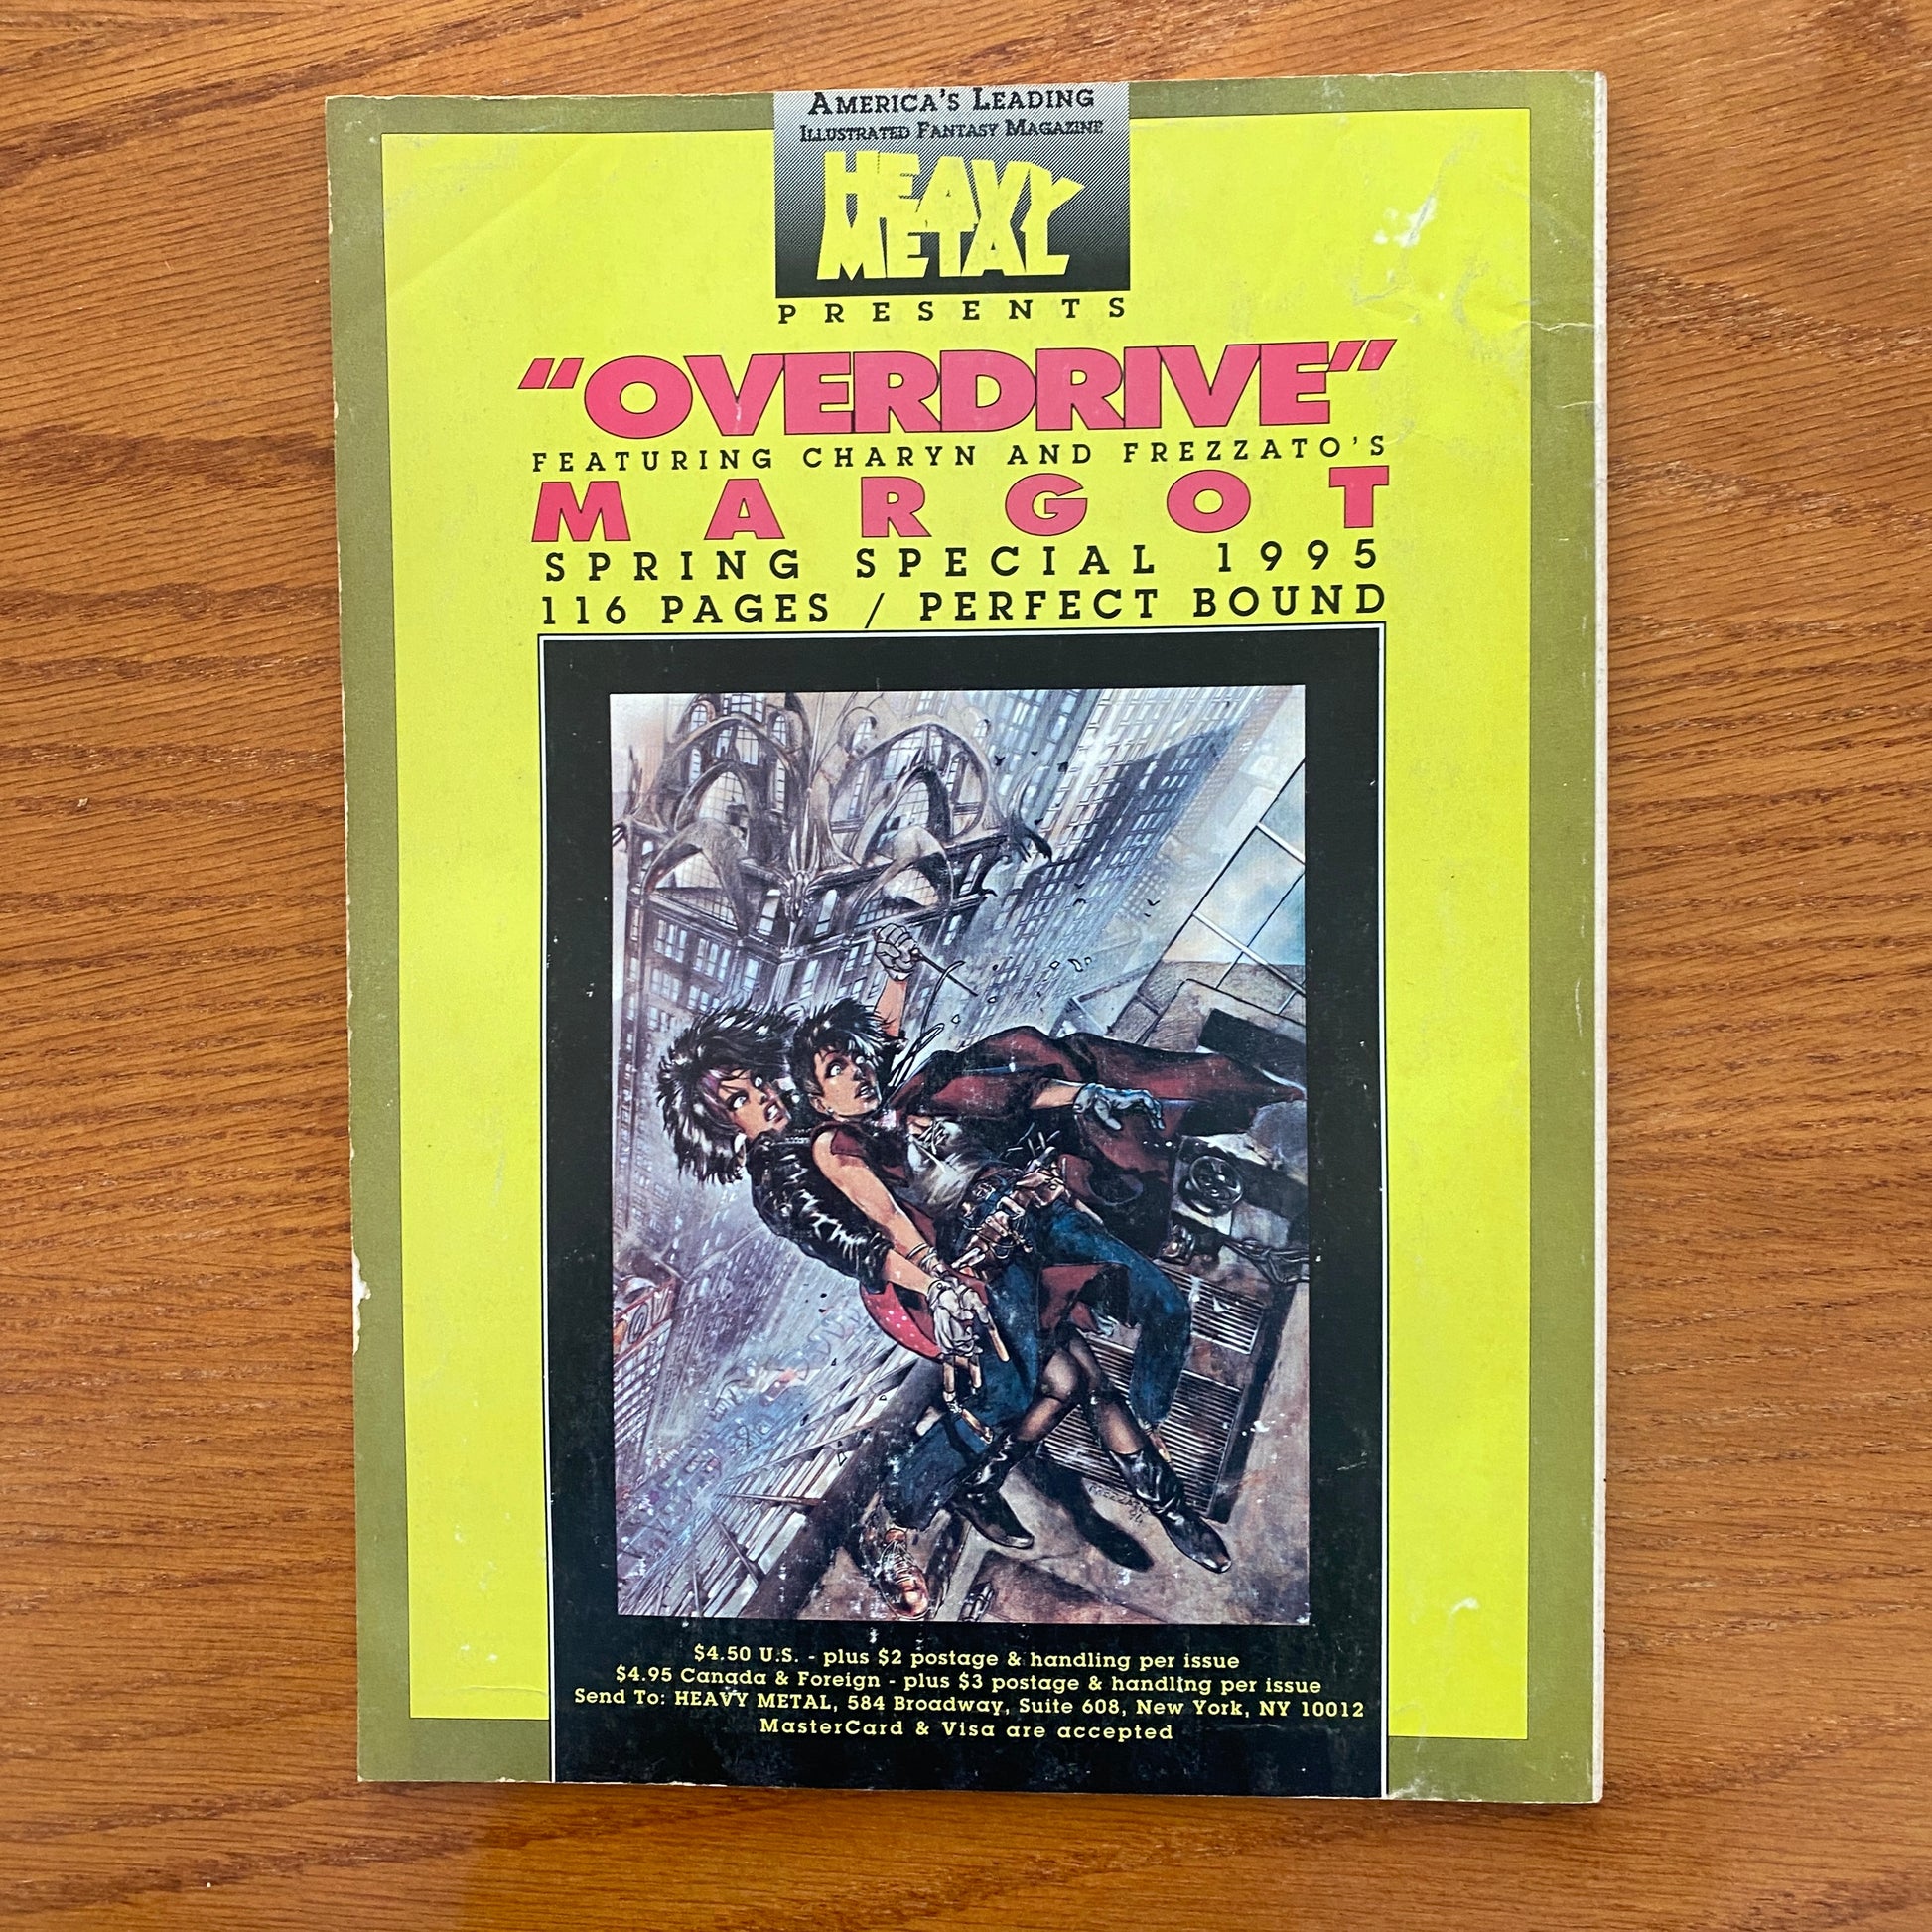 AMERICA'S LEADING
ILLUSTRATED FANTASY MAGAZINE
HEAVY
METAL
PRESENTS
"OVERDRIVE"
FEATURING CHARYN AND FREZZATO'S
MARGOT
SPRING SPECIAL 1995
116 PAGES / PERFECT BOUND
FREZZATO
94
$4.50 U.S. - plus $2 postage & handling per issue
$4.95 Canada & Foreign - plus $3 postage & handling per issue
Send To: HEAVY METAL, 584 Broadway, Suite 608, New York, NY 10012
MasterCard & Visa are accepted